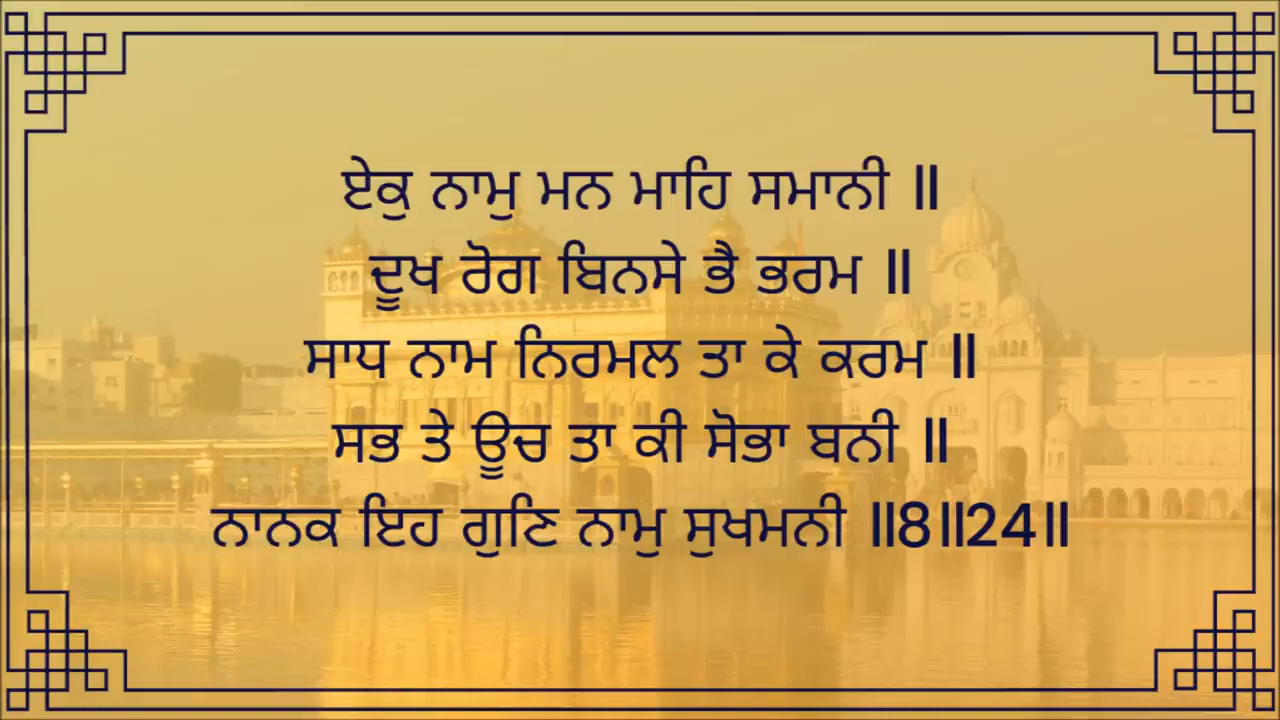 ਏਕੁ ਨਾਮੁ ਮਨ ਮਾਹਿ ਸਮਾਨੀ ॥
ਦੂਖ ਰੋਗ ਬਿਨਸੇ ਭੈ ਭਰਮ ॥
ਸਾਧ ਨਾਮ ਨਿਰਮਲ ਤਾ ਕੇ ਕਰਮ ॥
ਸਭ ਤੇ ਊਚ ਤਾ ਕੀ ਸੋਭਾ ਬਨੀ ॥
ਨਾਨਕ ਇਹ ਗੁਣਿ ਨਾਮੁ ਸੁਖਮਨੀ ॥8॥24॥